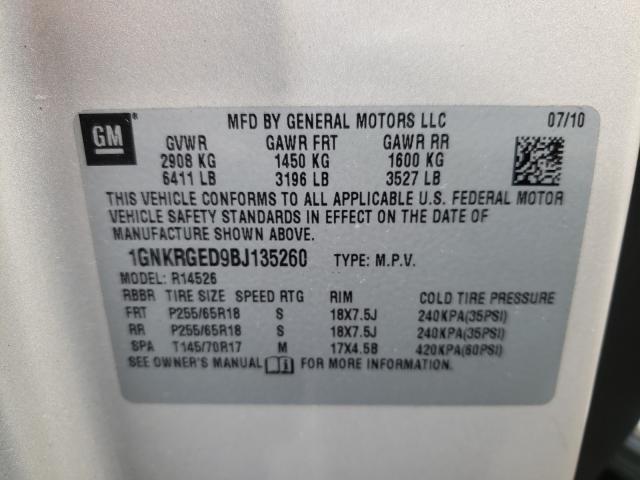 GM ® MFD BY GENERAL MOTORS LLC 07/10
GVWR GAWR FRT GAWR RR
2908 KG 1450 KG 1600 KG
6411 LB 3196 LB 3527 LB
THIS VEHICLE CONFORMS TO ALL APPLICABLE U.S. FEDERAL MOTOR
VEHICLE SAFETY STANDARDS IN EFFECT ON THE DATE OF
MANUFACTURE SHOWN ABOVE.
1GNKRGED9BJ135260 TYPE: M.P.V.
MODEL: R14526
RBBR TIRE SIZE SPEED RTG RIM COLD TIRE PRESSURE
FRT P255/65R18 S 18X7.5J 240KPA(35PSI)
RR P255/65R18 S 18X7.5J 240KPA(35PSI)
SPA T145/70R17 M 17X4.5B 420KPA(60PSI)
SEE OWNER'S MANUAL FOR MORE INFORMATION.